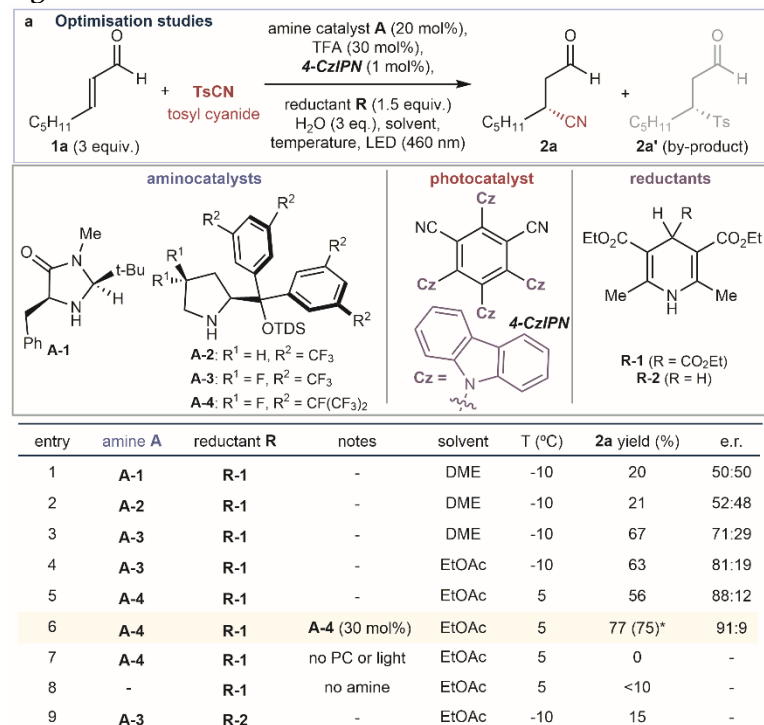 a Optimisation studies
amine catalyst A (20 mol%),
TFA (30 mol%),
4-CzIPN (1 mol%),
reductant R (1.5 equiv.)
H2O (3 eq.), solvent,
temperature, LED (460 nm)
O
H
C5H11
1a (3 equiv.)
+
TsCN
tosyl cyanide
O
H
C5H11
CN
2a
+
O
H
C5H11
Ts
2a' (by-product)
aminocatalysts
photocatalyst
reductants
O
Me
N
t-Bu
N
H
H
Ph
A-1
R2
R2
R1
R1
R2
R2
N
H
OTDS
A-2: R1 = H, R2 = CF3
A-3: R1 = F, R2 = CF3
A-4: R1 = F, R2 = CF(CF3)2
Cz
NC
CN
Cz
Cz
Cz
4-CzIPN
Cz =
N
H R
EtO2C
CO2Et
Me
N
H
Me
R-1 (R = CO2Et)
R-2 (R = H)
entry amine A reductant R notes solvent T (ºC) 2a yield (%) e.r.
1 A-1 R-1 - DME -10 20 50:50
2 A-2 R-1 - DME -10 21 52:48
3 A-3 R-1 - DME -10 67 71:29
4 A-3 R-1 - EtOAc -10 63 81:19
5 A-4 R-1 - EtOAc 5 56 88:12
6 A-4 R-1 A-4 (30 mol%) EtOAc 5 77 (75)* 91:9
7 A-4 R-1 no PC or light EtOAc 5 0 -
8 - R-1 no amine EtOAc 5 <10 -
9 A-3 R-2 - EtOAc -10 15 -